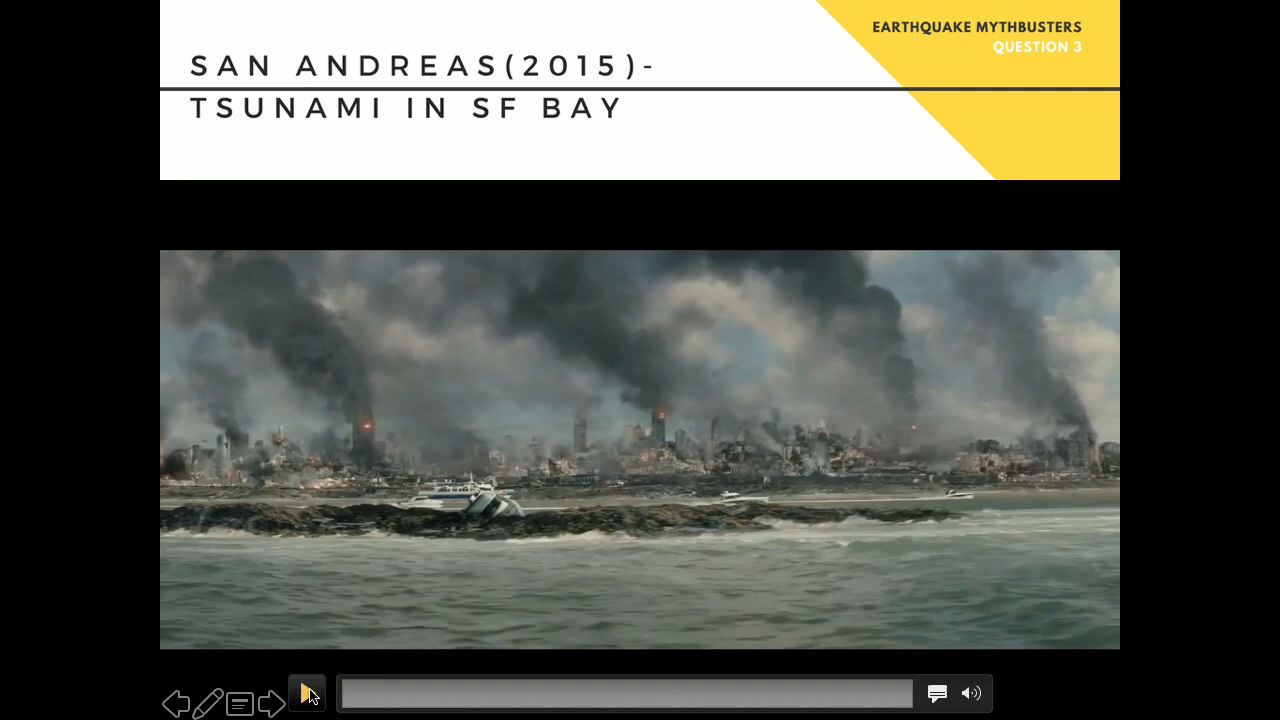 EARTHQUAKE MYTHBUSTERS
QUESTION 3
SAN ANDREAS(2015)-
TSUNAMI IN SF BAY